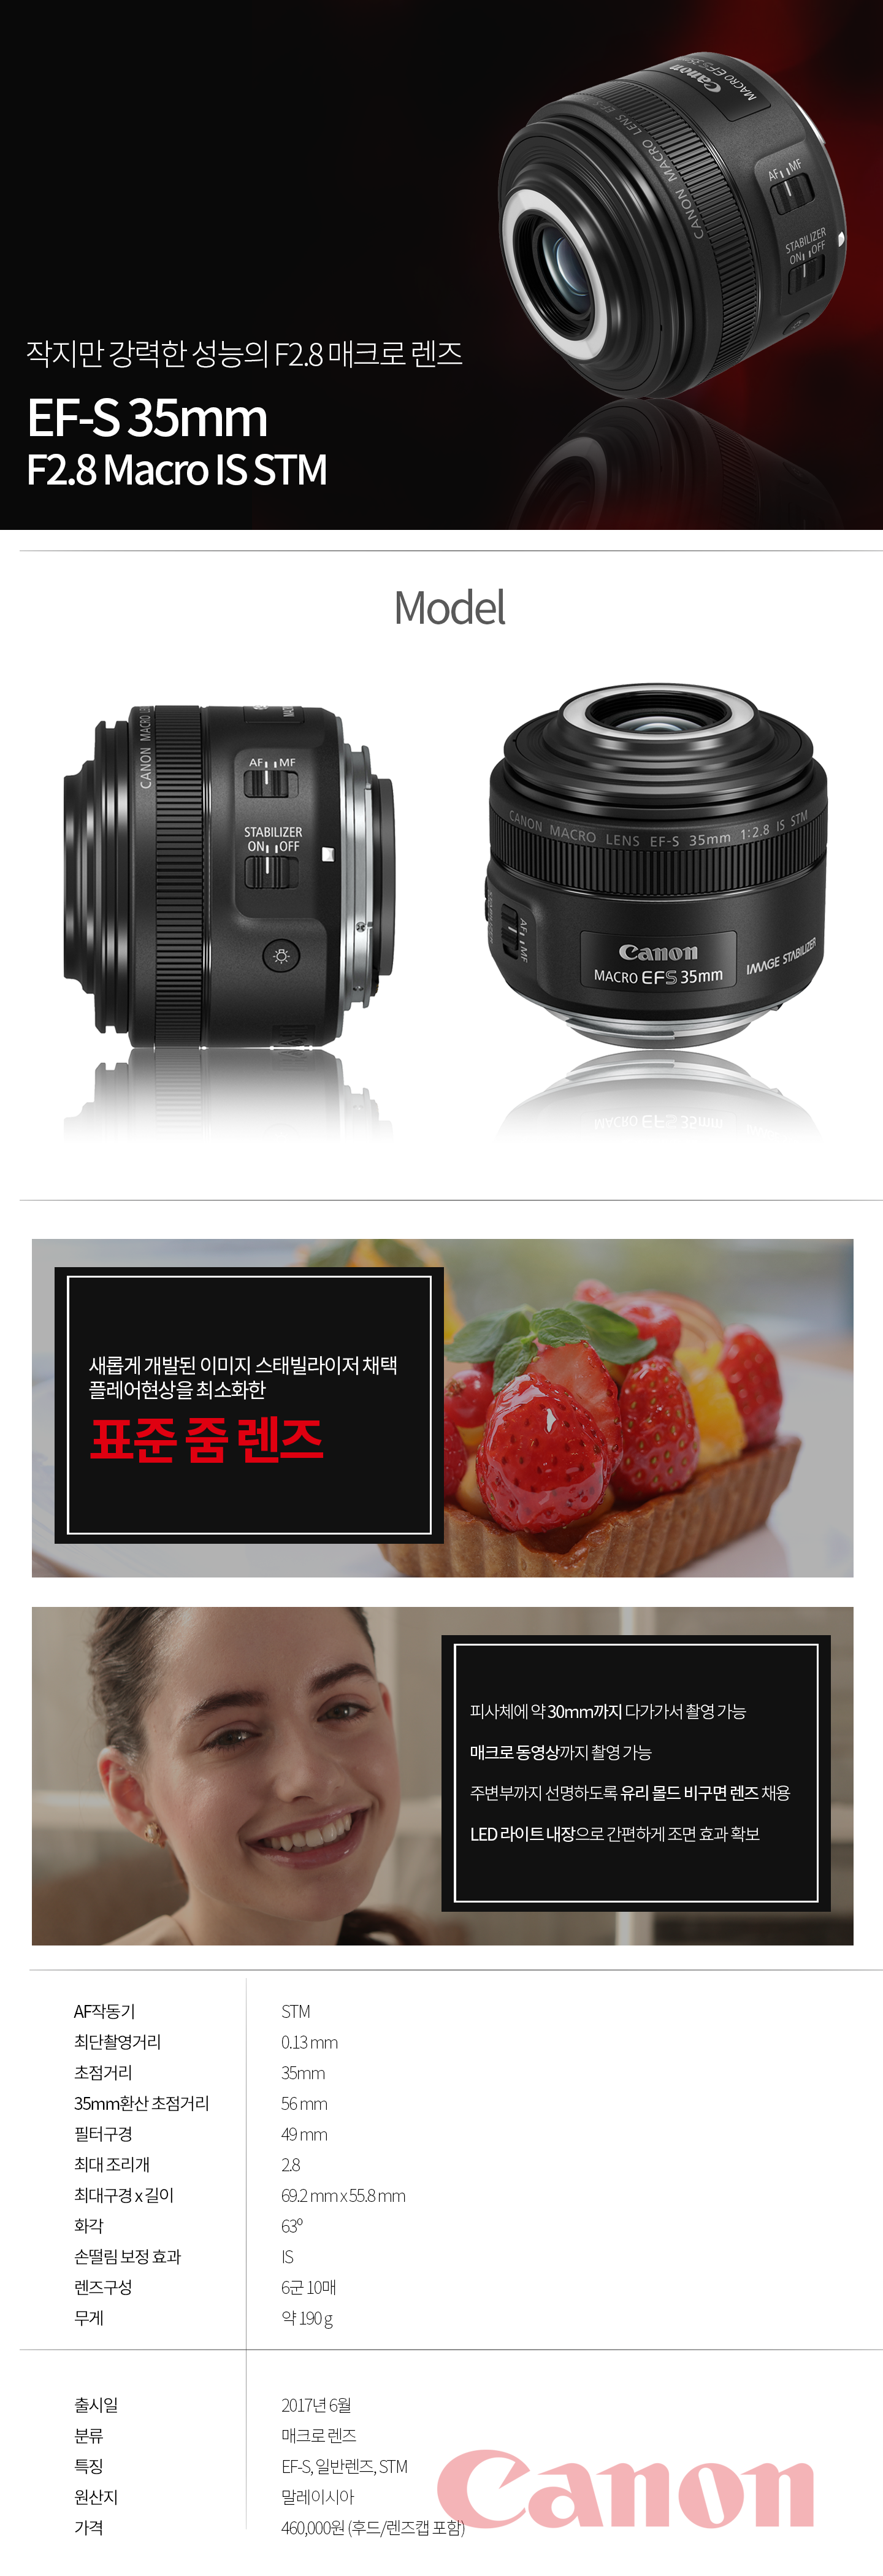 Canon
MACRO EFS 35
CANON MACRO LENS EF-S
AF MF
STABILIZER
ON OFF
작지만 강력한 성능의 F2.8 매크로 렌즈
EF-S 35mm
F2.8 Macro IS STM
Model
CANON MACRO LE
AF MF
STABILIZER
ON OFF
CANON MACRO LENS EF-S 35mm 1:2.8 IS STM
AF MF
Canon
MACRO EFS 35mm
IMAGE STABILIZER
새롭게 개발된 이미지 스태빌라이저 채택
플레어현상을 최소화한
표준 줌 렌즈
피사체에 약 30mm까지 다가가서 촬영 가능
매크로 동영상까지 촬영 가능
주변부까지 선명하도록 유리 몰드 비구면 렌즈 채용
LED 라이트 내장으로 간편하게 조면 효과 확보
AF작동기 STM
최단촬영거리 0.13 mm
초점거리 35mm
35mm환산 초점거리 56 mm
필터구경 49 mm
최대 조리개 2.8
최대구경 x 길이 69.2 mm x 55.8 mm
화각 63º
손떨림 보정 효과 IS
렌즈구성 6군 10매
무게 약 190 g
출시일 2017년 6월
분류 매크로 렌즈
특징 EF-S, 일반렌즈, STM
원산지 말레이시아
가격 460,000원 (후드/렌즈캡 포함)
Canon